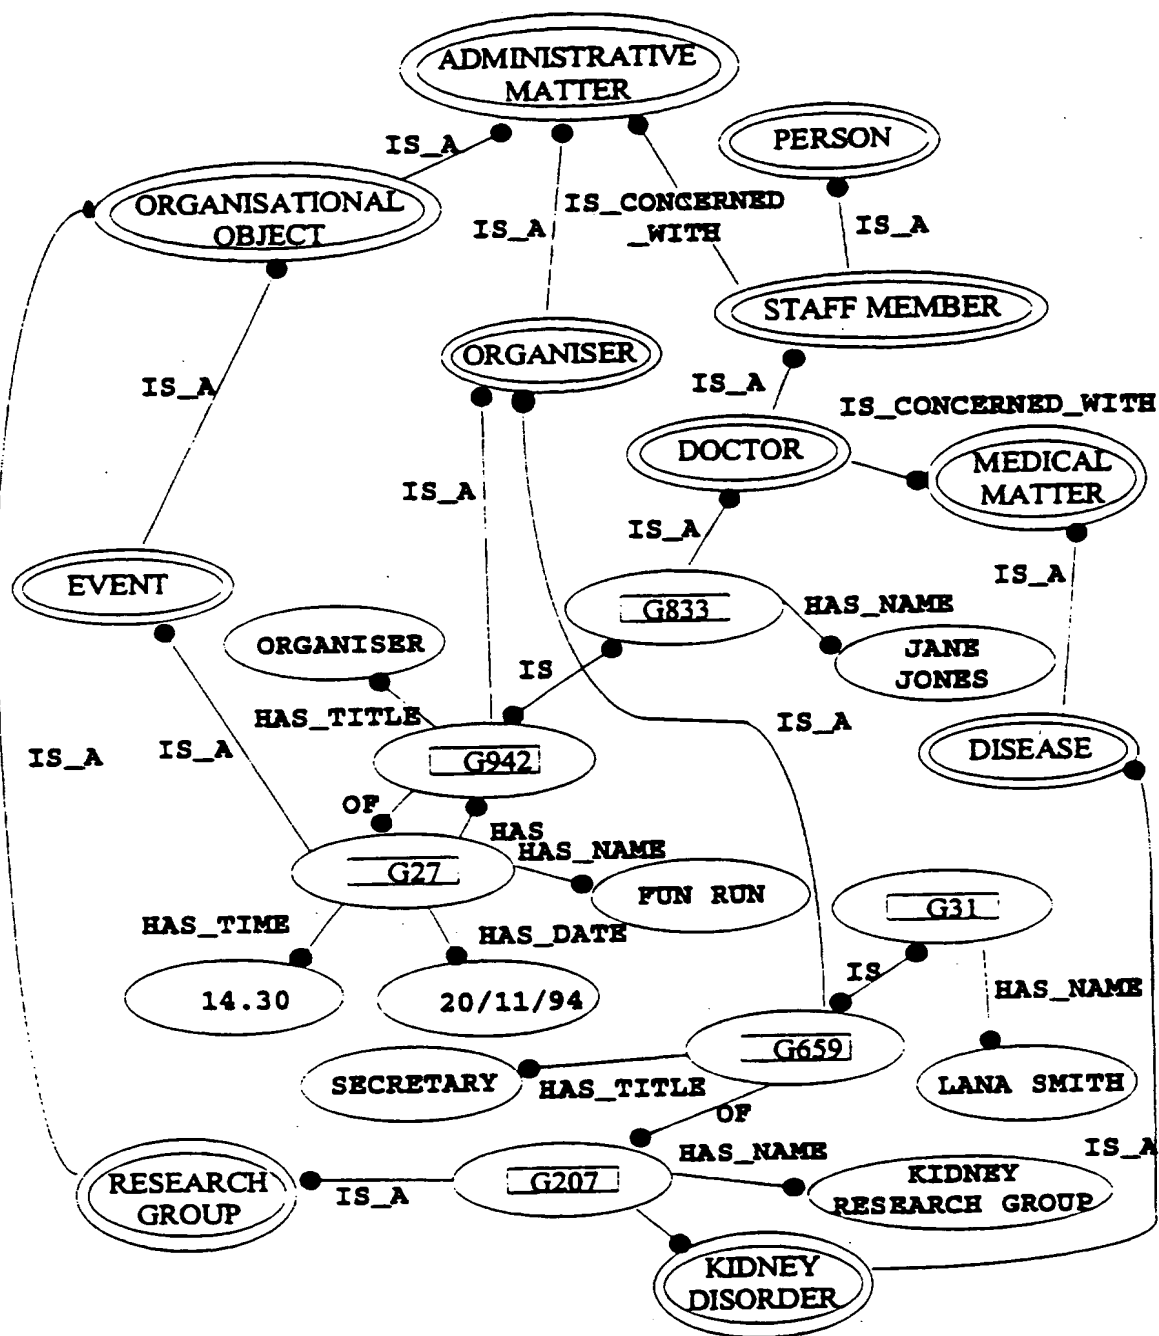 ADMINISTRATIVE
MATTER
PERSON
IS_A
ORGANISATIONAL
OBJECT
IS_A
IS_CONCERNED
_WITH
IS_A
STAFF MEMBER
ORGANISER
IS_A
IS_A
IS_CONCERNED_WITH
DOCTOR
MEDICAL
MATTER
IS_A
IS_A
IS_A
EVENT
G833
HAS_NAME
ORGANISER
JANE
JONES
IS
HAS_TITLE
IS_A
IS_A
IS_A
G942
DISEASE
OF
HAS
HAS_NAME
G27
FUN RUN
G31
HAS_TIME
HAS_DATE
IS
14.30
20/11/94
HAS_NAME
G659
SECRETARY
HAS_TITLE
LANA SMITH
OF
HAS_NAME
IS_A
RESEARCH
GROUP
IS_A
G207
KIDNEY
RESEARCH GROUP
KIDNEY
DISORDER